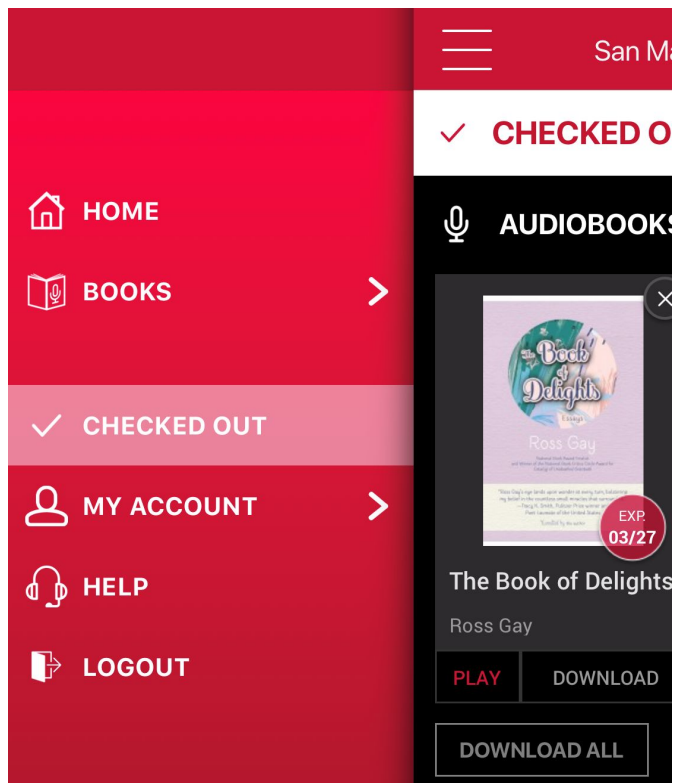 HOME
BOOKS
CHECKED OUT
MY ACCOUNT
HELP
LOGOUT
San Ma
CHECKED O
AUDIOBOOKS
The Book
of
Delights
Essays
Ross Gay
EXP.
03/27
The Book of Delights
Ross Gay
PLAY
DOWNLOAD
DOWNLOAD ALL